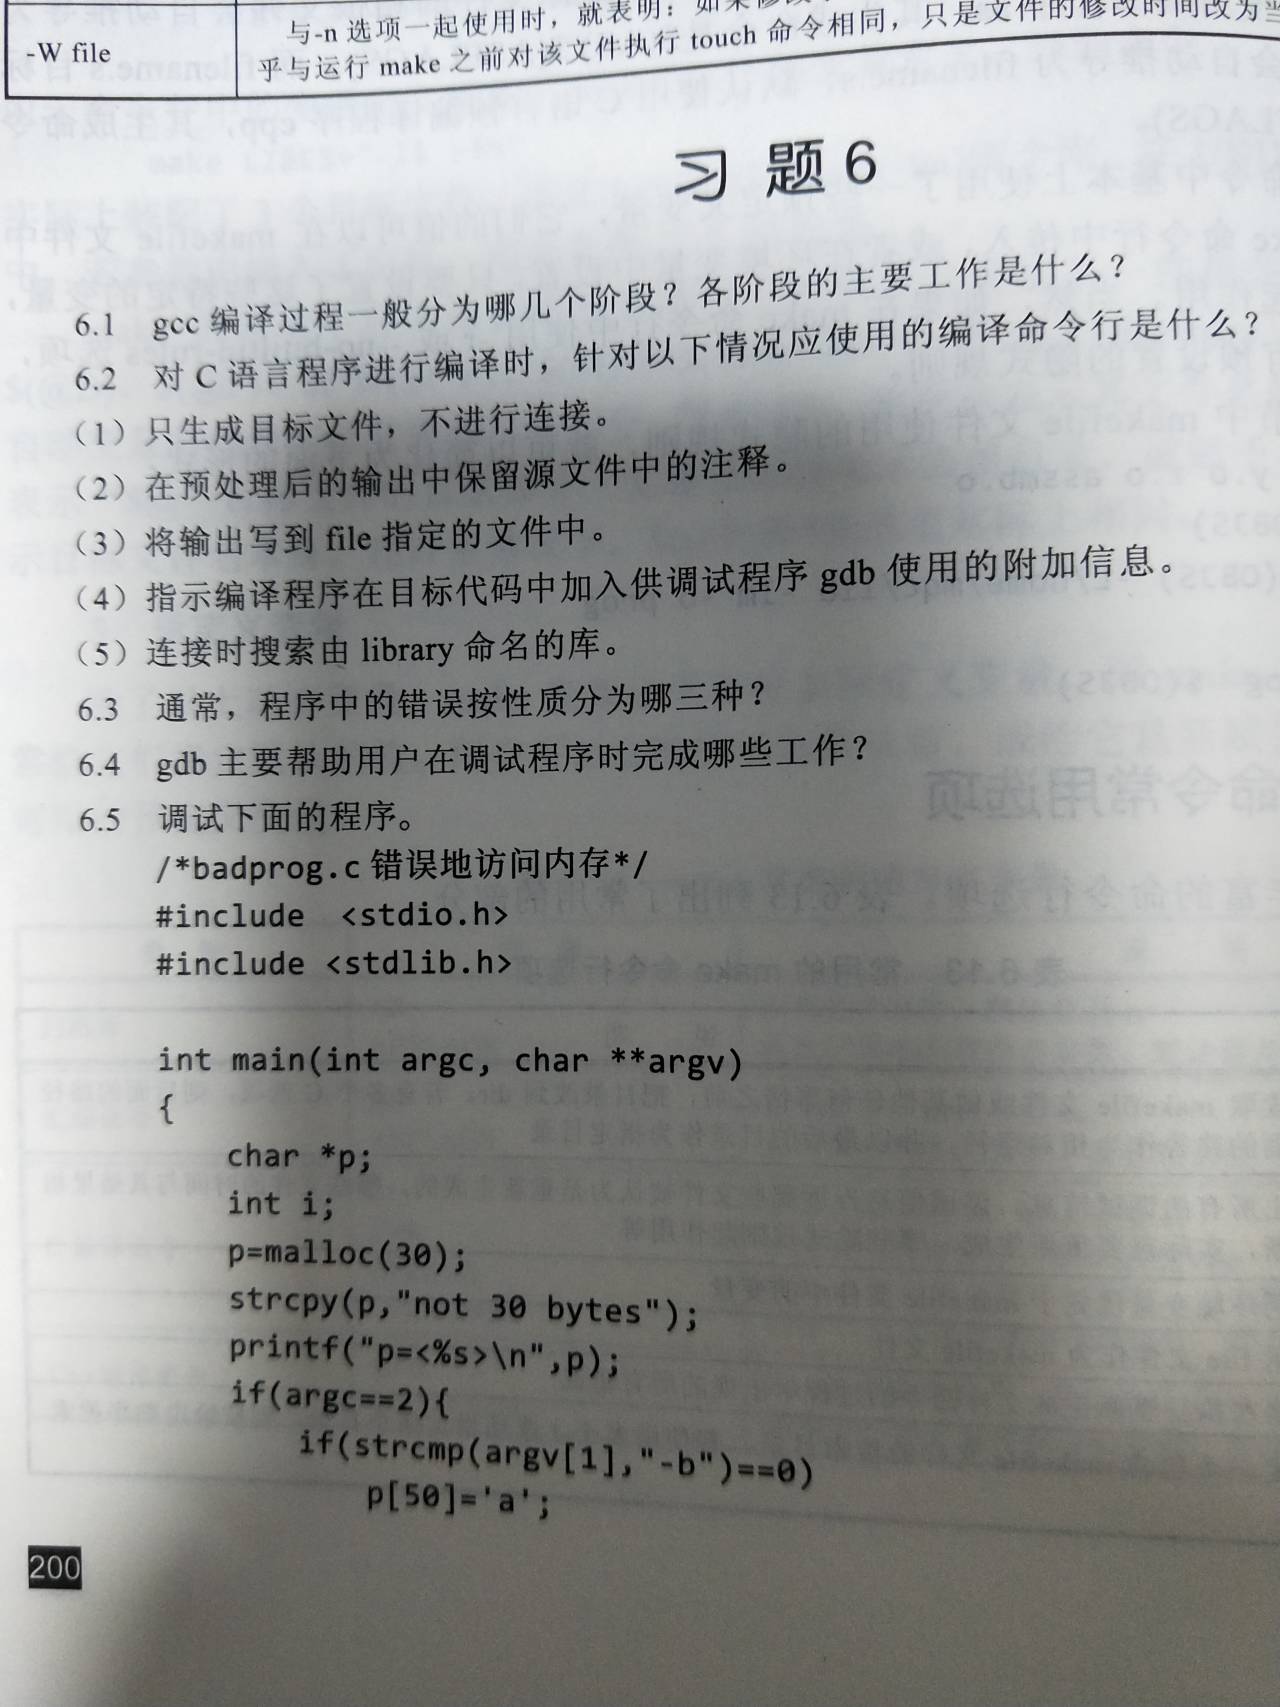 与-n 选项一起使用时，就表明：如果修改
-W file
乎与运行 make 之前对该文件执行 touch 命令相同，只是文件的修改时间改为当
习 题 6
6.1 gcc 编译过程一般分为哪几个阶段？各阶段的主要工作是什么？
6.2 对 C 语言程序进行编译时，针对以下情况应使用的编译命令行是什么？
（1）只生成目标文件，不进行连接。
（2）在预处理后的输出中保留源文件中的注释。
（3）将输出写到 file 指定的文件中。
（4）指示编译程序在目标代码中加入供调试程序 gdb 使用的附加信息。
（5）连接时搜索由 library 命名的库。
6.3 通常，程序中的错误按性质分为哪三种？
6.4 gdb 主要帮助用户在调试程序时完成哪些工作？
6.5 调试下面的程序。
/*badprog.c 错误地访问内存*/
#include <stdio.h>
#include <stdlib.h>
int main(int argc, char **argv)
{
char *p;
int i;
p=malloc(30);
strcpy(p,"not 30 bytes");
printf("p=<%s>\n",p);
if(argc==2){
if(strcmp(argv[1],"-b")==0)
p[50]='a';
200